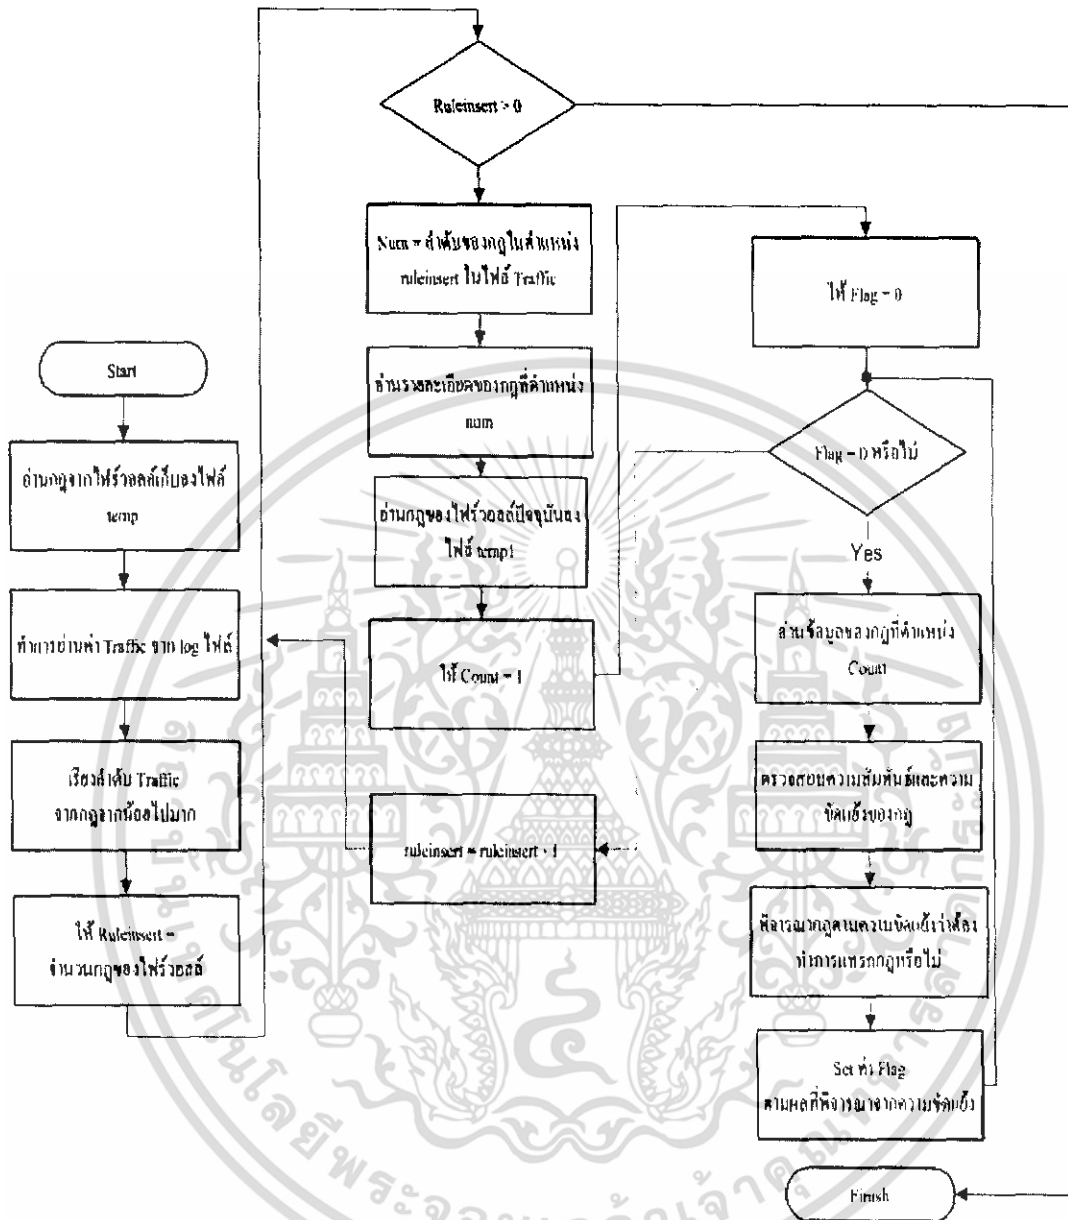 Start
อ่านกฎจากไฟร์วอลล์เก็บลงไฟล์
temp
ทำการอ่านค่า Traffic จาก log ไฟล์
เรียงลำดับ Traffic
จากกฎจากน้อยไปมาก
ให้ Ruleinsert =
จำนวนกฎของไฟร์วอลล์
Ruleinsert > 0
Num = ลำดับของกฎในตำแหน่ง
ruleinsert ในไฟล์ Traffic
อ่านรายละเอียดของกฎที่ตำแหน่ง
num
อ่านกฎของไฟร์วอลล์ปัจจุบันลง
ไฟล์ temp1
ให้ Count = 1
ruleinsert = ruleinsert - 1
ให้ Flag = 0
Flag = 0 หรือไม่
Yes
อ่านข้อมูลของกฎที่ตำแหน่ง
Count
ตรวจสอบความสัมพันธ์และความ
ขัดแย้งของกฎ
พิจารณากฎตามความขัดแย้งว่าต้อง
ทำการแทรกกฎหรือไม่
Set ค่า Flag
ตามผลที่พิจารณาจากความขัดแย้ง
Finish